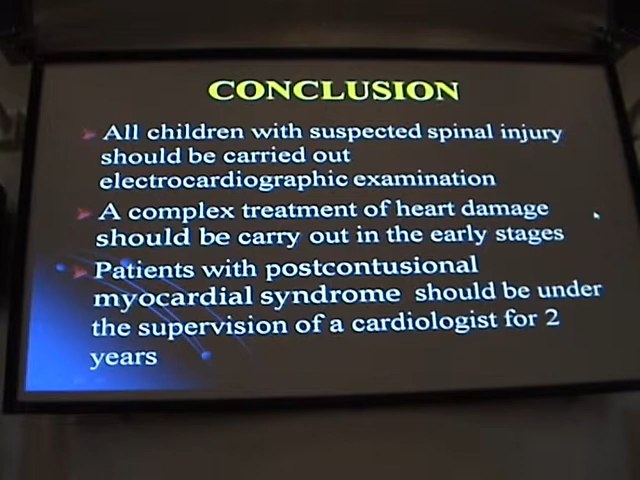 CONCLUSION
All children with suspected spinal injury
should be carried out
electrocardiographic examination
A complex treatment of heart damage
should be carry out in the early stages
Patients with postcontusional
myocardial syndrome should be under
the supervision of a cardiologist for 2
years